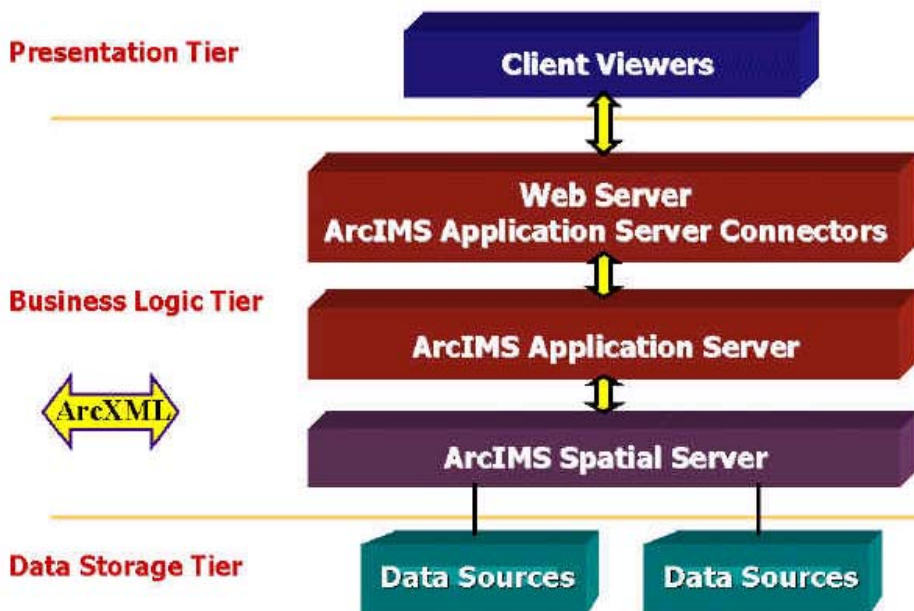 Presentation Tier
Client Viewers
Web Server
ArcIMS Application Server Connectors
Business Logic Tier
ArcIMS Application Server
ArcXML
ArcIMS Spatial Server
Data Storage Tier
Data Sources
Data Sources